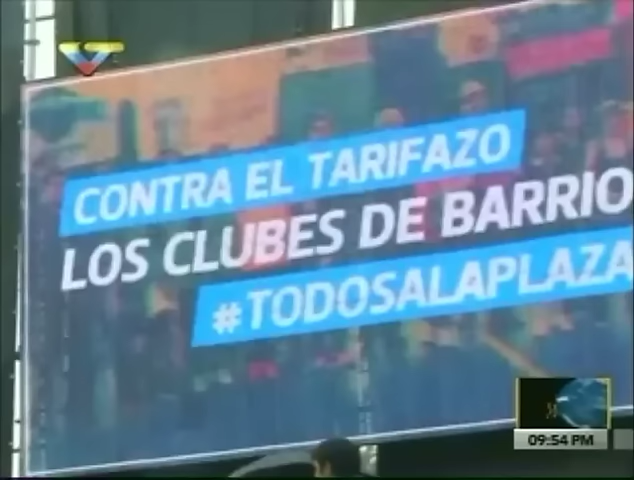 CONTRA EL TARIFAZO
LOS CLUBES DE BARRIO
#TODOSALAPLAZA
09:54 PM